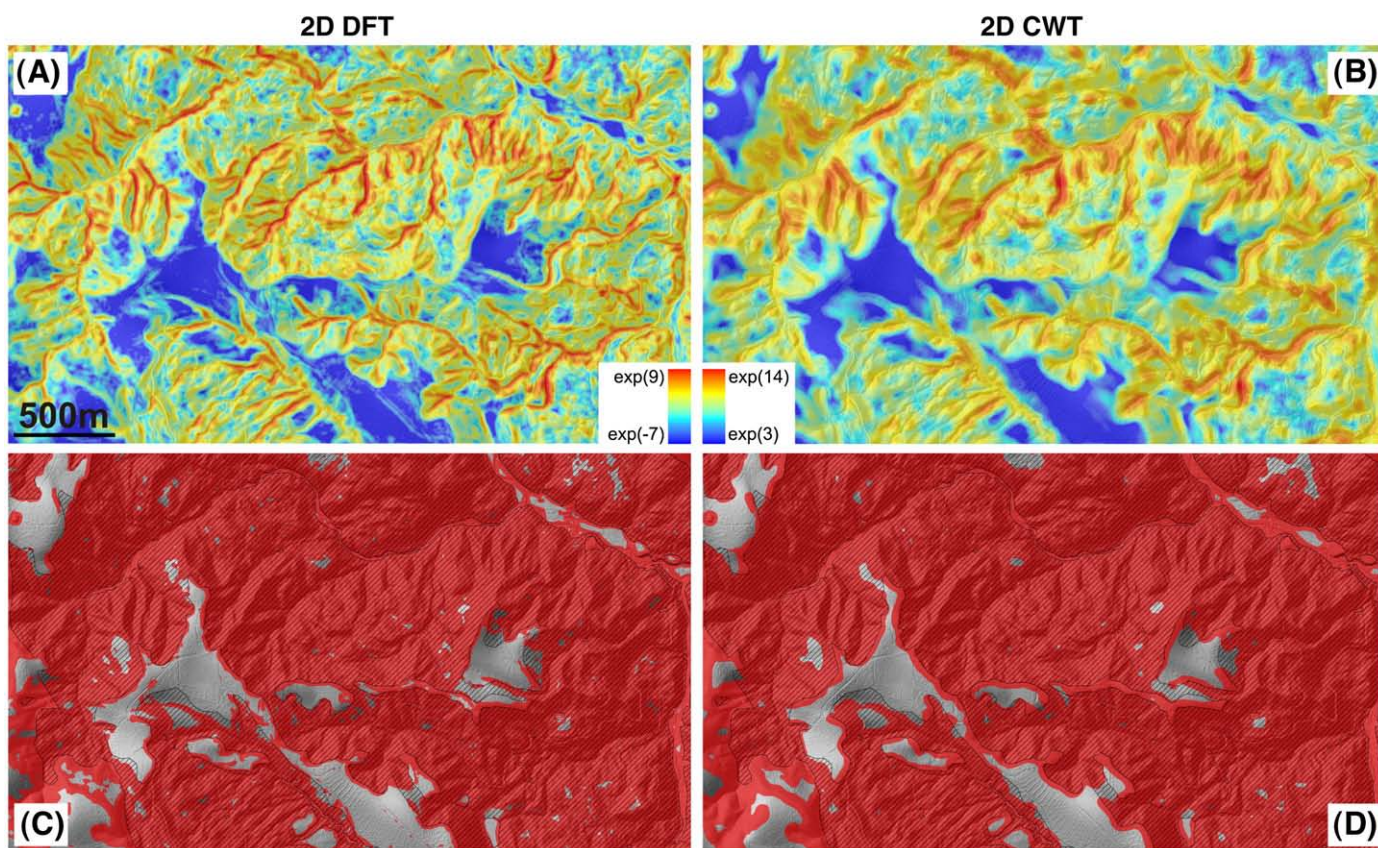 2D DFT
2D CWT
(A)
(B)
500m
exp(9)
exp(-7)
exp(14)
exp(3)
(C)
(D)